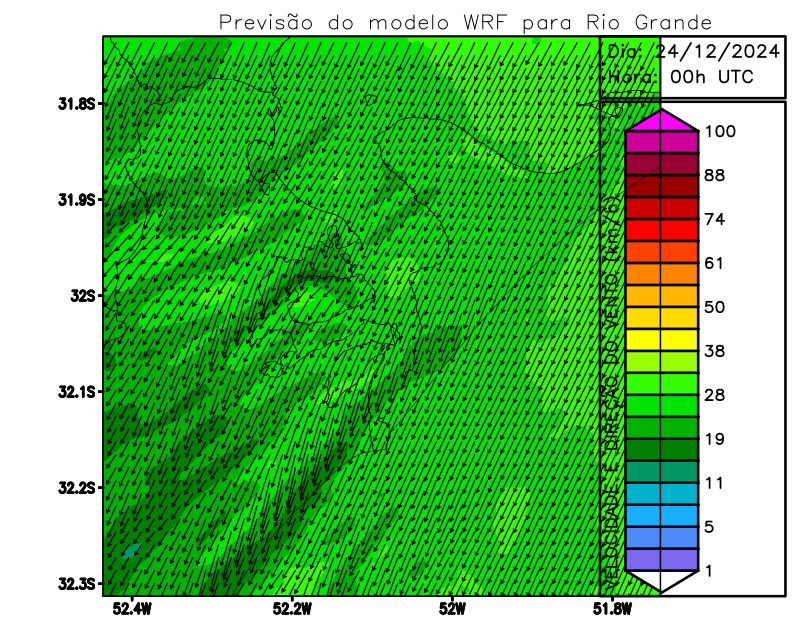 Previsão do modelo WRF para Rio Grande
Dia: 24/12/2024
Hora: 00h UTC
VELOCIDADE E DIREÇÃO DO VENTO (km/h)
100
88
74
61
50
38
28
19
11
5
1
31.8S
31.9S
32S
32.1S
32.2S
32.3S
52.4W
52.2W
52W
51.8W